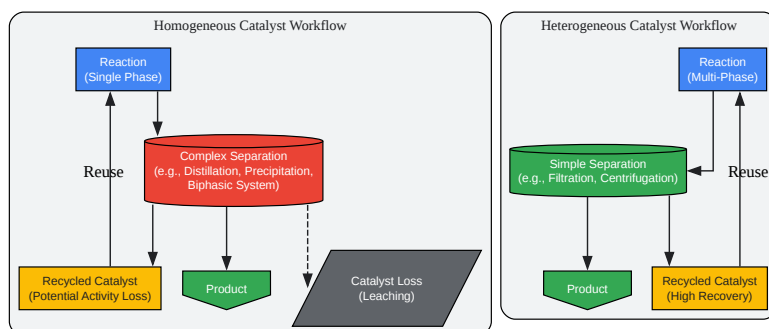 Homogeneous Catalyst Workflow
Reaction
(Single Phase)
Complex Separation
(e.g., Distillation, Precipitation,
Biphasic System)
Reuse
Recycled Catalyst
(Potential Activity Loss)
Product
Catalyst Loss
(Leaching)
Heterogeneous Catalyst Workflow
Reaction
(Multi-Phase)
Simple Separation
(e.g., Filtration, Centrifugation)
Reuse
Product
Recycled Catalyst
(High Recovery)